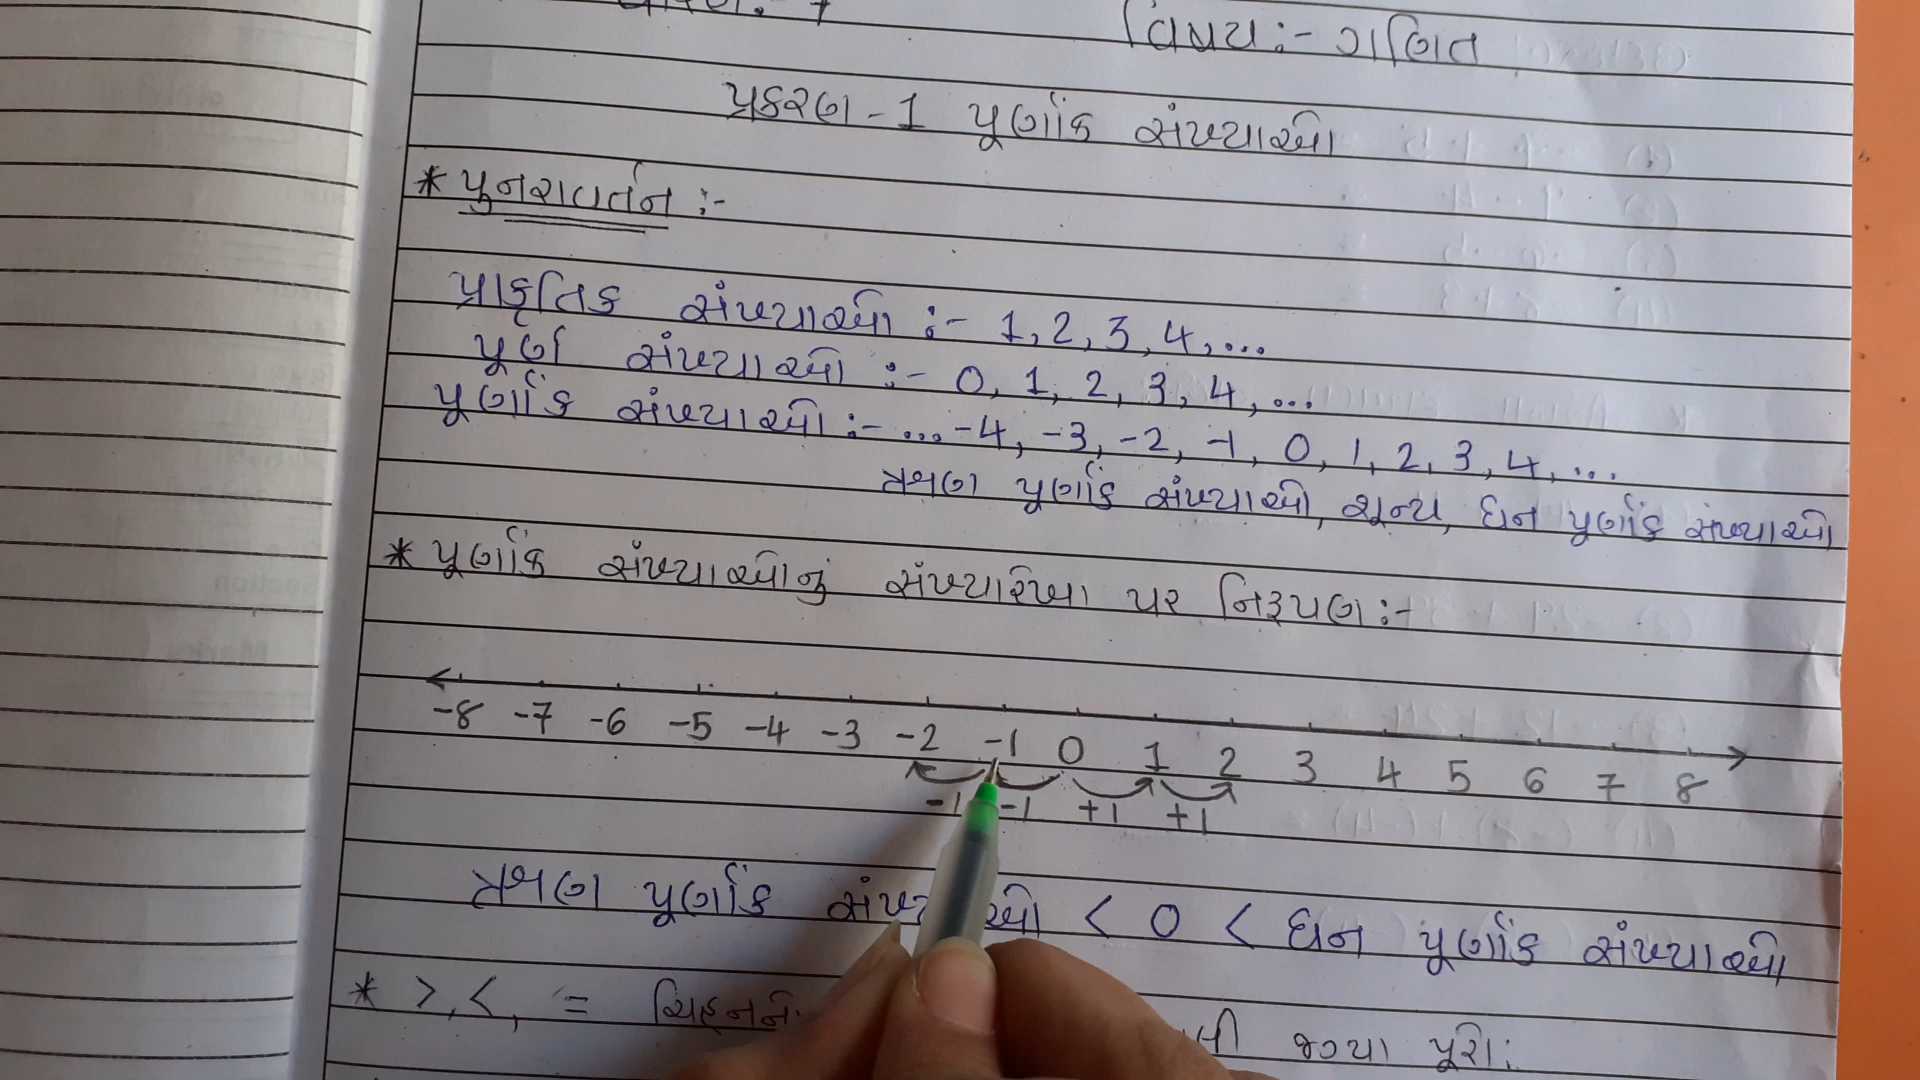 વિષય:- ગણિત
પ્રકરણ-1 પૂર્ણાંક સંખ્યાઓ
* પુનરાવર્તન :-
પ્રાકૃતિક સંખ્યાઓ :- 1, 2, 3, 4, ...
પૂર્ણ સંખ્યાઓ :- 0, 1, 2, 3, 4, ...
પૂર્ણાંક સંખ્યાઓ :- ... -4, -3, -2, -1, 0, 1, 2, 3, 4, ...
ઋણ પૂર્ણાંક સંખ્યાઓ, શૂન્ય, ધન પૂર્ણાંક સંખ્યાઓ
* પૂર્ણાંક સંખ્યાઓનું સંખ્યારેખા પર નિરૂપણ :-
-8 -7 -6 -5 -4 -3 -2 -1 0 1 2 3 4 5 6 7 8
-1 -1 +1 +1
ઋણ પૂર્ણાંક < 0 < ધન પૂર્ણાંક સંખ્યાઓ
* >, <, = જગ્યા પૂરો: